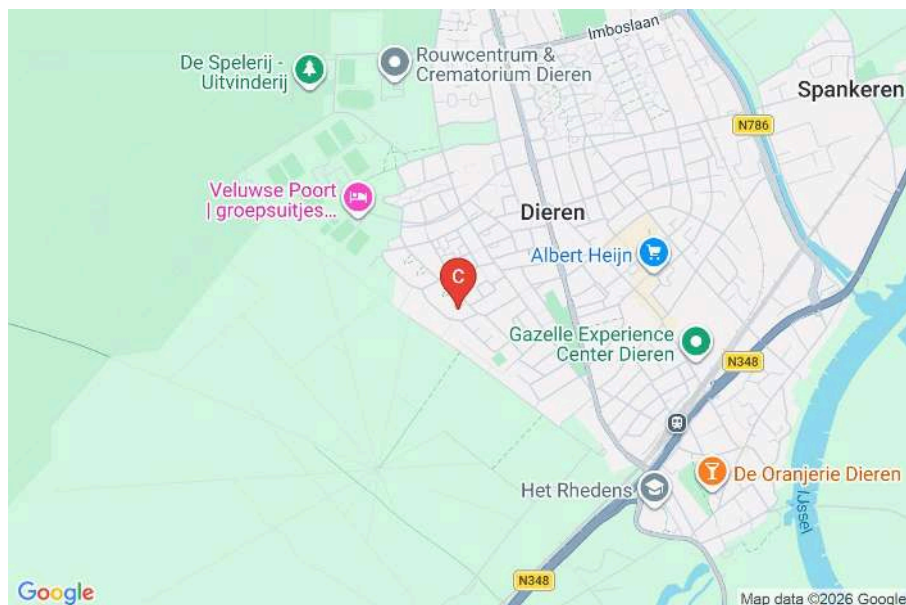 Imboslaan
De Spelerij -
Uitvinderij
Rouwcentrum &
Crematorium Dieren
Spankeren
N786
Veluwse Poort
| groepsuitjes...
Dieren
Albert Heijn
C
Gazelle Experience
Center Dieren
N348
De Oranjerie Dieren
Het Rhedens
IJssel
N348
Google
Map data ©2026 Google